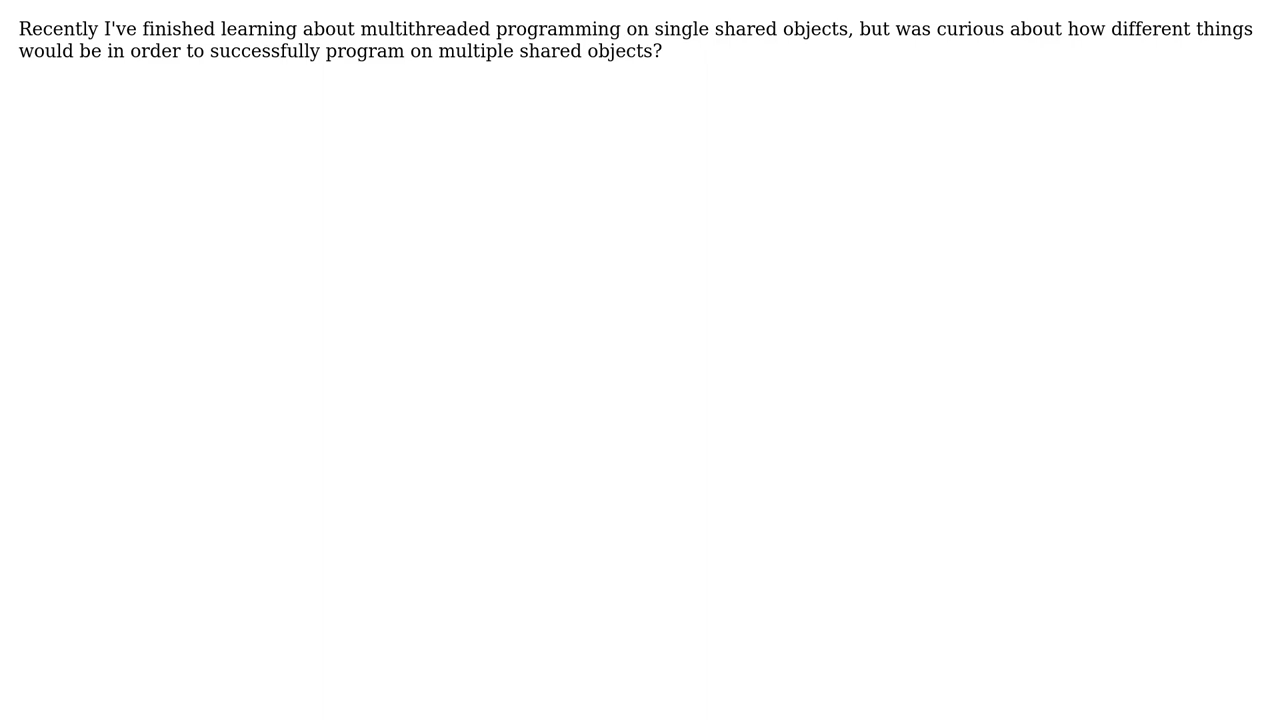 Recently I've finished learning about multithreaded programming on single shared objects, but was curious about how different things
would be in order to successfully program on multiple shared objects?